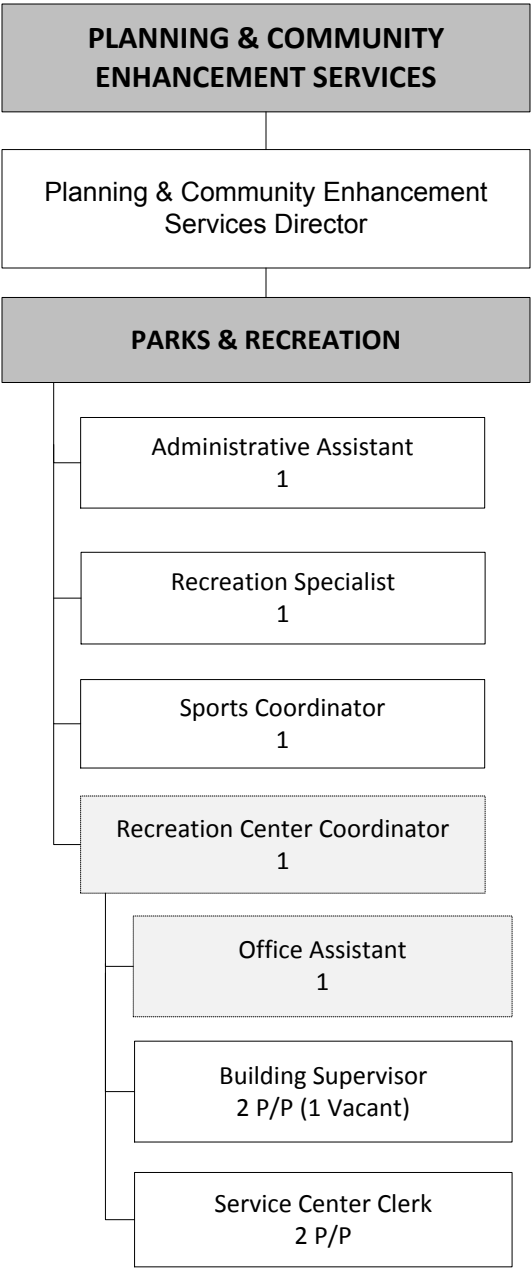 PLANNING & COMMUNITY
ENHANCEMENT SERVICES
Planning & Community Enhancement
Services Director
PARKS & RECREATION
Administrative Assistant
1
Recreation Specialist
1
Sports Coordinator
1
Recreation Center Coordinator
1
Office Assistant
1
Building Supervisor
2 P/P (1 Vacant)
Service Center Clerk
2 P/P